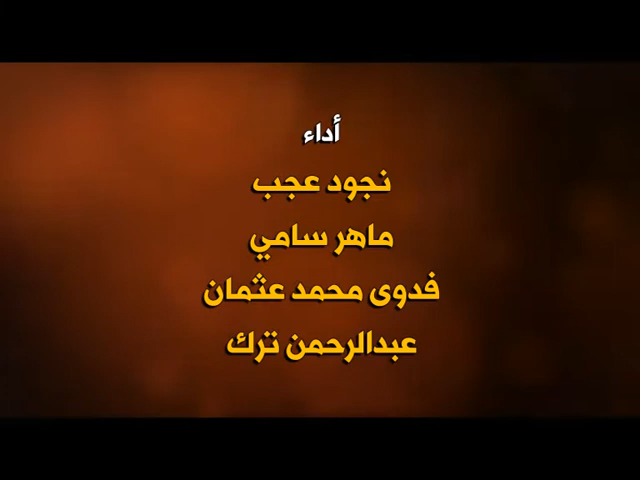 أداء
نجود عجب
ماهر سامي
فدوى محمد عثمان
عبدالرحمن ترك